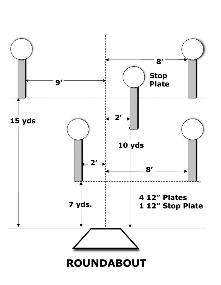 8'
9'
Stop
Plate
2'
15 yds
10 yds
2'
8'
7 yds.
4 12" Plates
1 12" Stop Plate
ROUNDABOUT